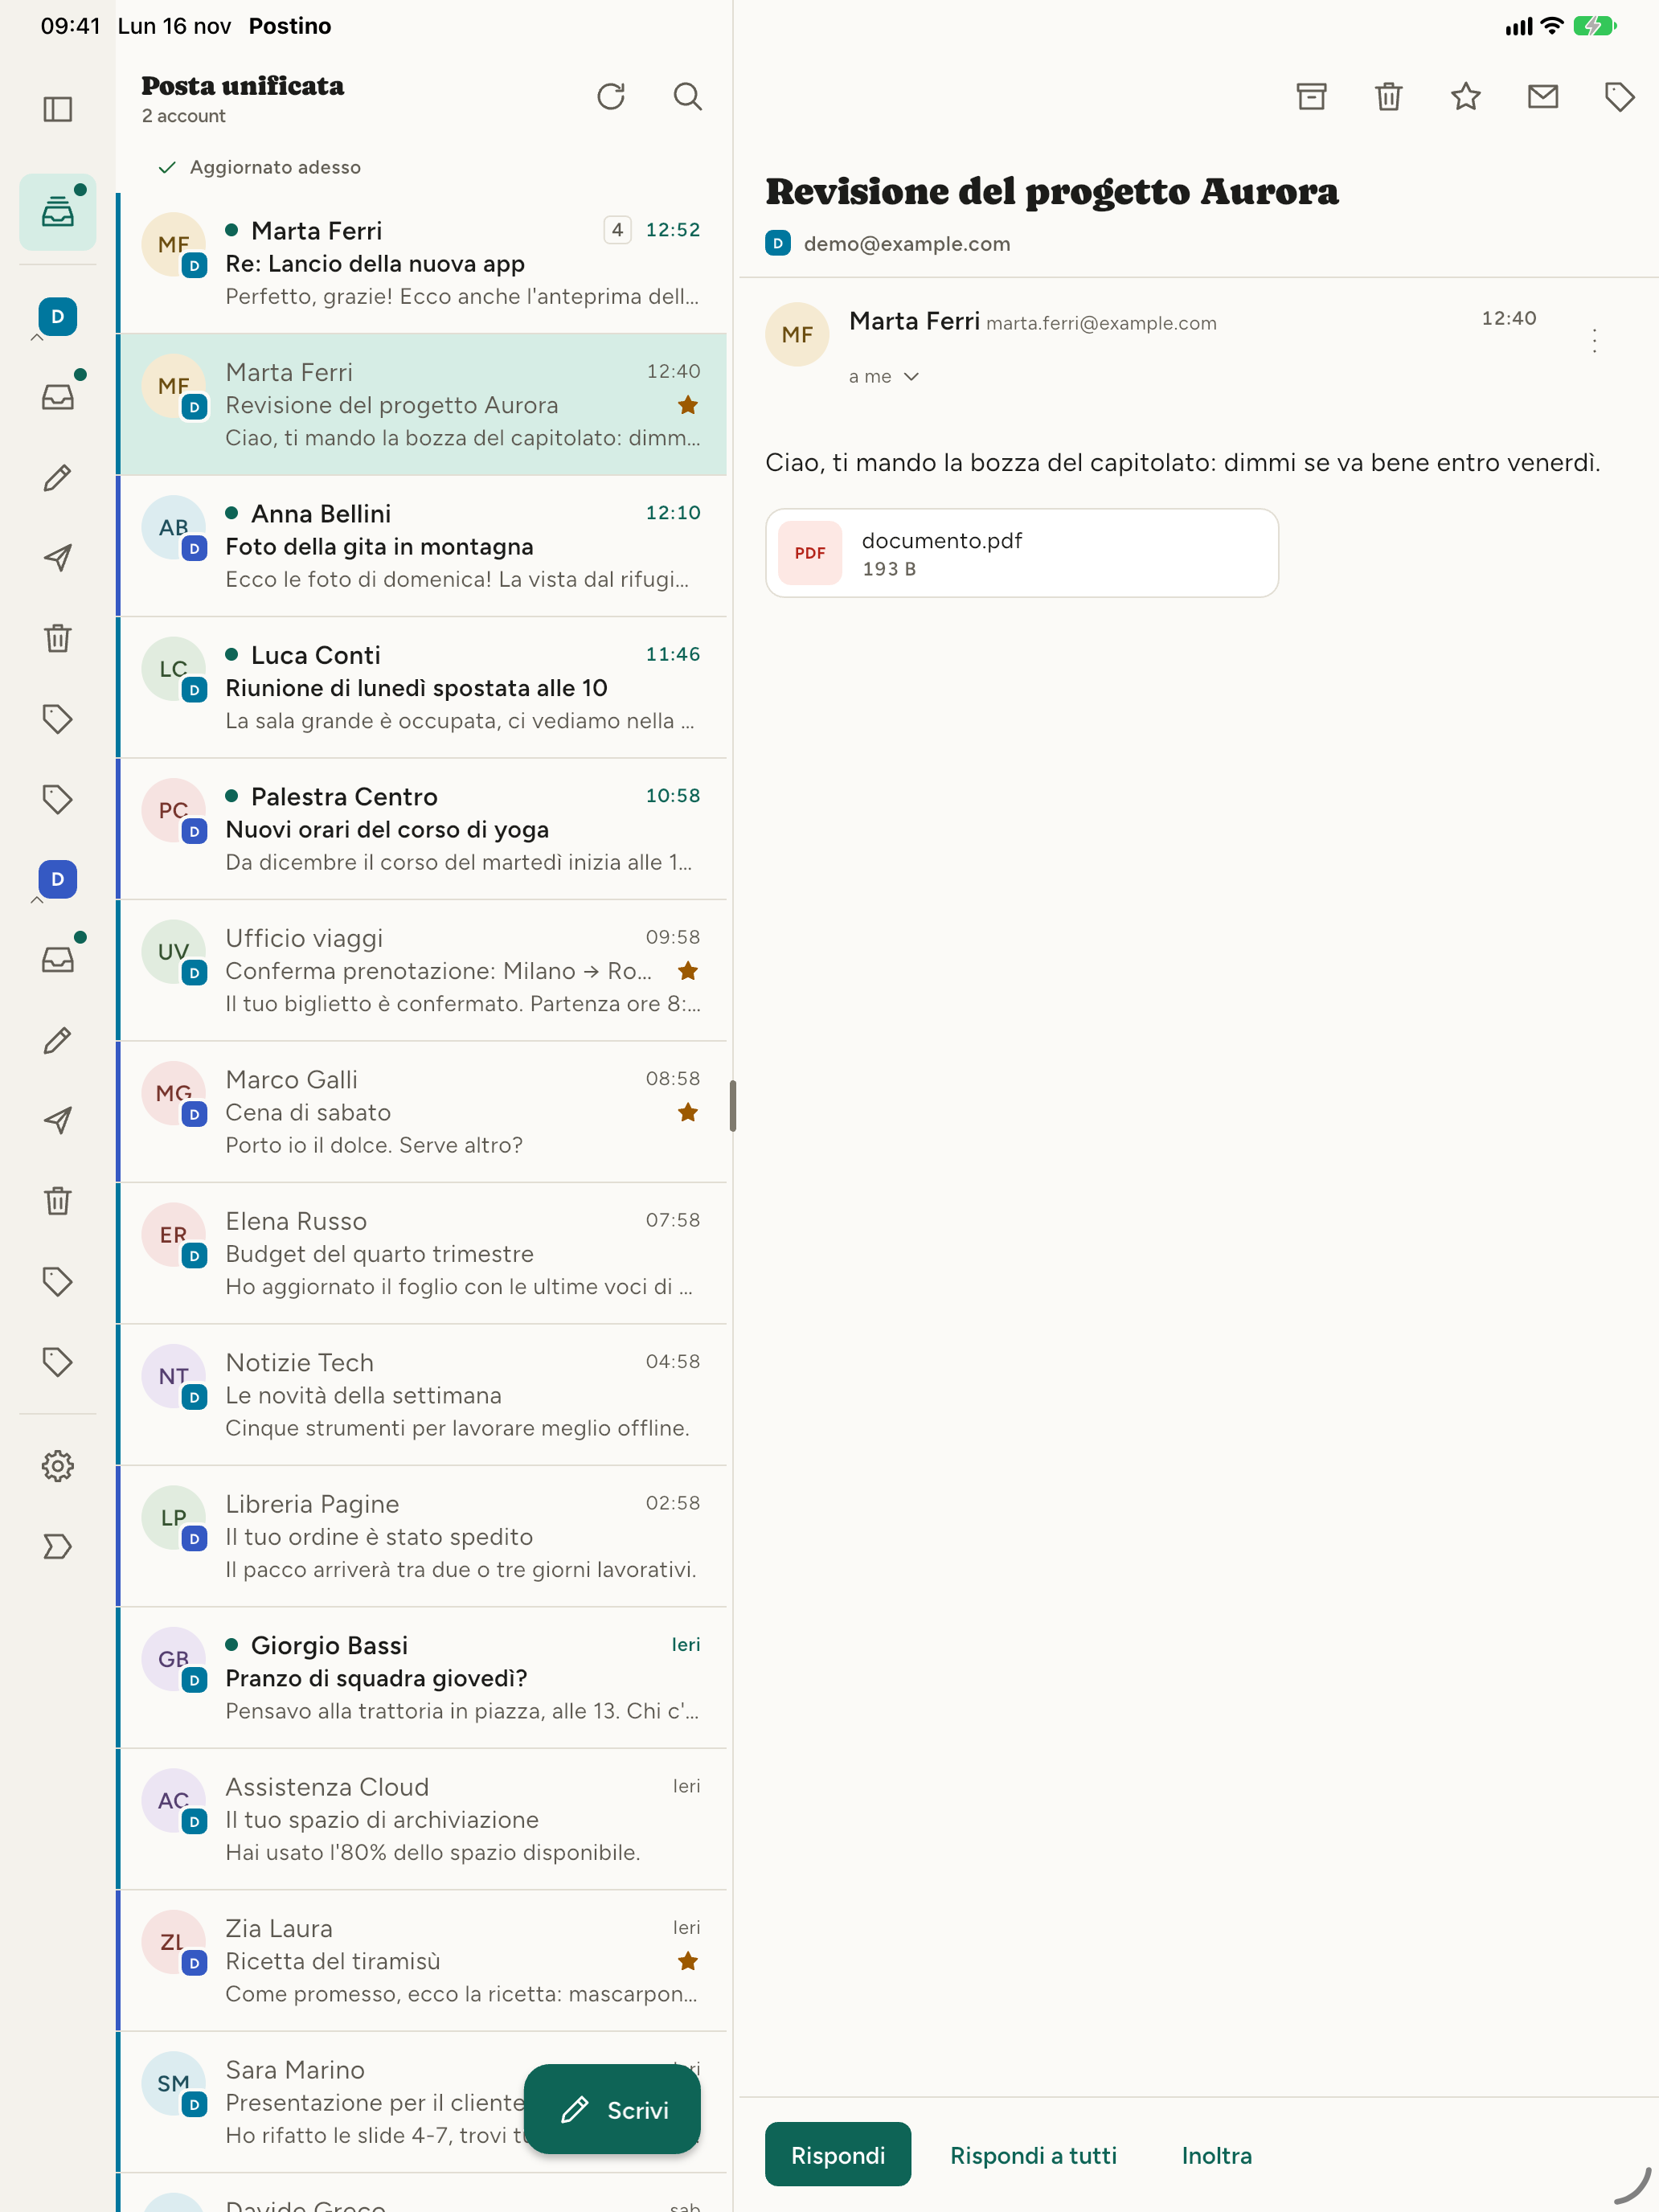 09:41 Lun 16 nov Postino
Posta unificata
2 account
Aggiornato adesso
MF D Marta Ferri 4 12:52
Re: Lancio della nuova app
Perfetto, grazie! Ecco anche l'anteprima dell...
MF D Marta Ferri 12:40
Revisione del progetto Aurora
Ciao, ti mando la bozza del capitolato: dimm...
AB D Anna Bellini 12:10
Foto della gita in montagna
Ecco le foto di domenica! La vista dal rifugi...
LC D Luca Conti 11:46
Riunione di lunedì spostata alle 10
La sala grande è occupata, ci vediamo nella ...
PC D Palestra Centro 10:58
Nuovi orari del corso di yoga
Da dicembre il corso del martedì inizia alle 1...
UV D Ufficio viaggi 09:58
Conferma prenotazione: Milano → Ro...
Il tuo biglietto è confermato. Partenza ore 8:...
MG D Marco Galli 08:58
Cena di sabato
Porto io il dolce. Serve altro?
ER D Elena Russo 07:58
Budget del quarto trimestre
Ho aggiornato il foglio con le ultime voci di ...
NT D Notizie Tech 04:58
Le novità della settimana
Cinque strumenti per lavorare meglio offline.
LP D Libreria Pagine 02:58
Il tuo ordine è stato spedito
Il pacco arriverà tra due o tre giorni lavorativi.
GB D Giorgio Bassi Ieri
Pranzo di squadra giovedì?
Pensavo alla trattoria in piazza, alle 13. Chi c'...
AC D Assistenza Cloud Ieri
Il tuo spazio di archiviazione
Hai usato l'80% dello spazio disponibile.
ZL D Zia Laura Ieri
Ricetta del tiramisù
Come promesso, ecco la ricetta: mascarpon...
SM D Sara Marino
Presentazione per il cliente
Ho rifatto le slide 4-7, trovi
Davide Greco sab
Scrivi
D
D
Revisione del progetto Aurora
D demo@example.com
MF Marta Ferri marta.ferri@example.com 12:40
a me
Ciao, ti mando la bozza del capitolato: dimmi se va bene entro venerdì.
PDF documento.pdf
193 B
Rispondi Rispondi a tutti Inoltra